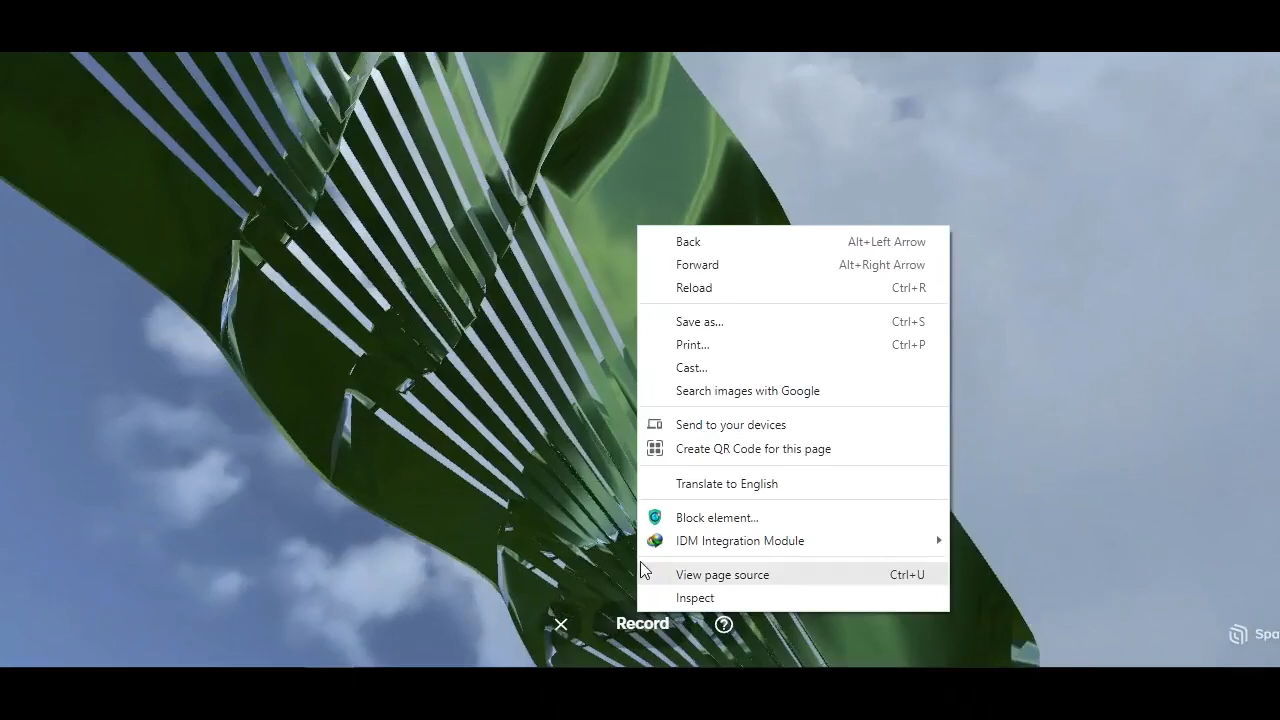 Back Alt+Left Arrow
Forward Alt+Right Arrow
Reload Ctrl+R
Save as... Ctrl+S
Print... Ctrl+P
Cast...
Search images with Google
Send to your devices
Create QR Code for this page
Translate to English
Block element...
IDM Integration Module
View page source Ctrl+U
Inspect
Record ?
Spa